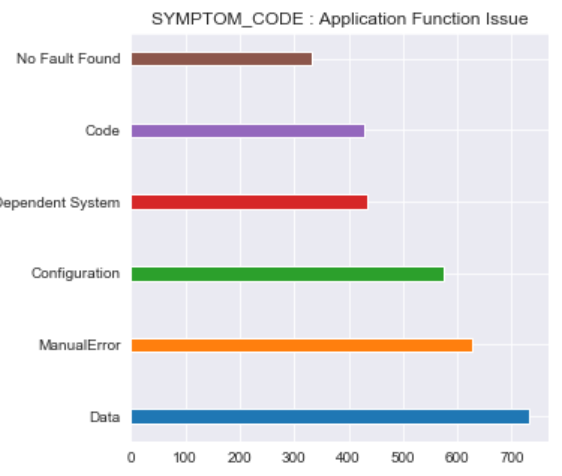 SYMPTOM_CODE : Application Function Issue
No Fault Found
Code
Dependent System
Configuration
ManualError
Data
0 100 200 300 400 500 600 700